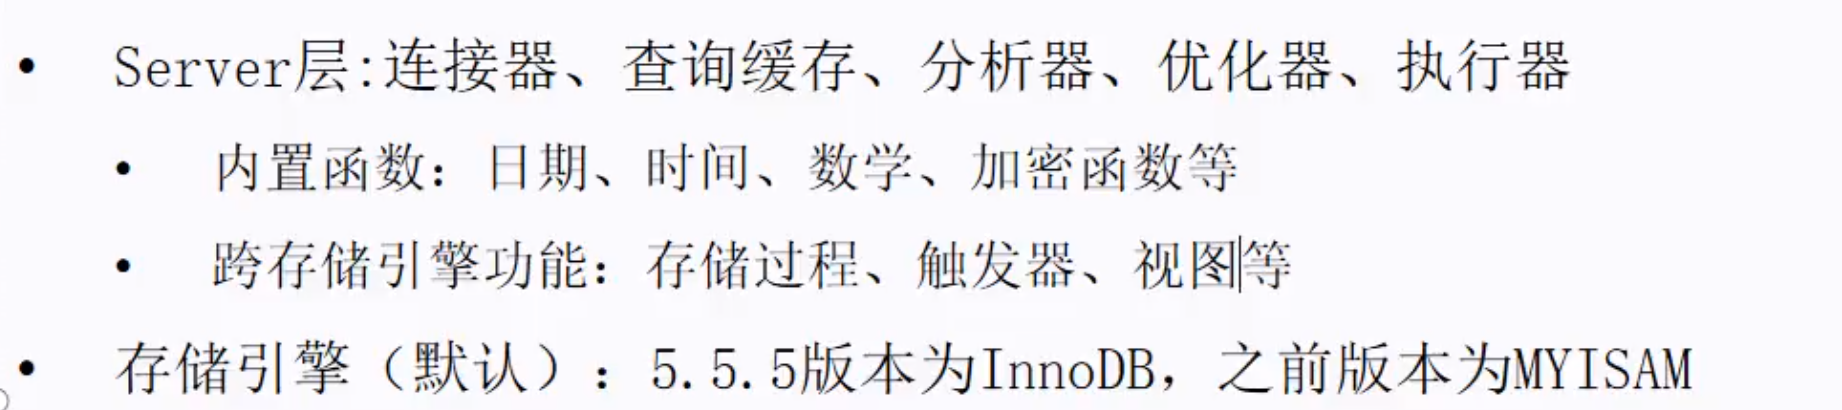 • Server层:连接器、查询缓存、分析器、优化器、执行器
• 内置函数：日期、时间、数学、加密函数等
• 跨存储引擎功能：存储过程、触发器、视图等
• 存储引擎（默认）：5.5.5版本为InnoDB，之前版本为MYISAM